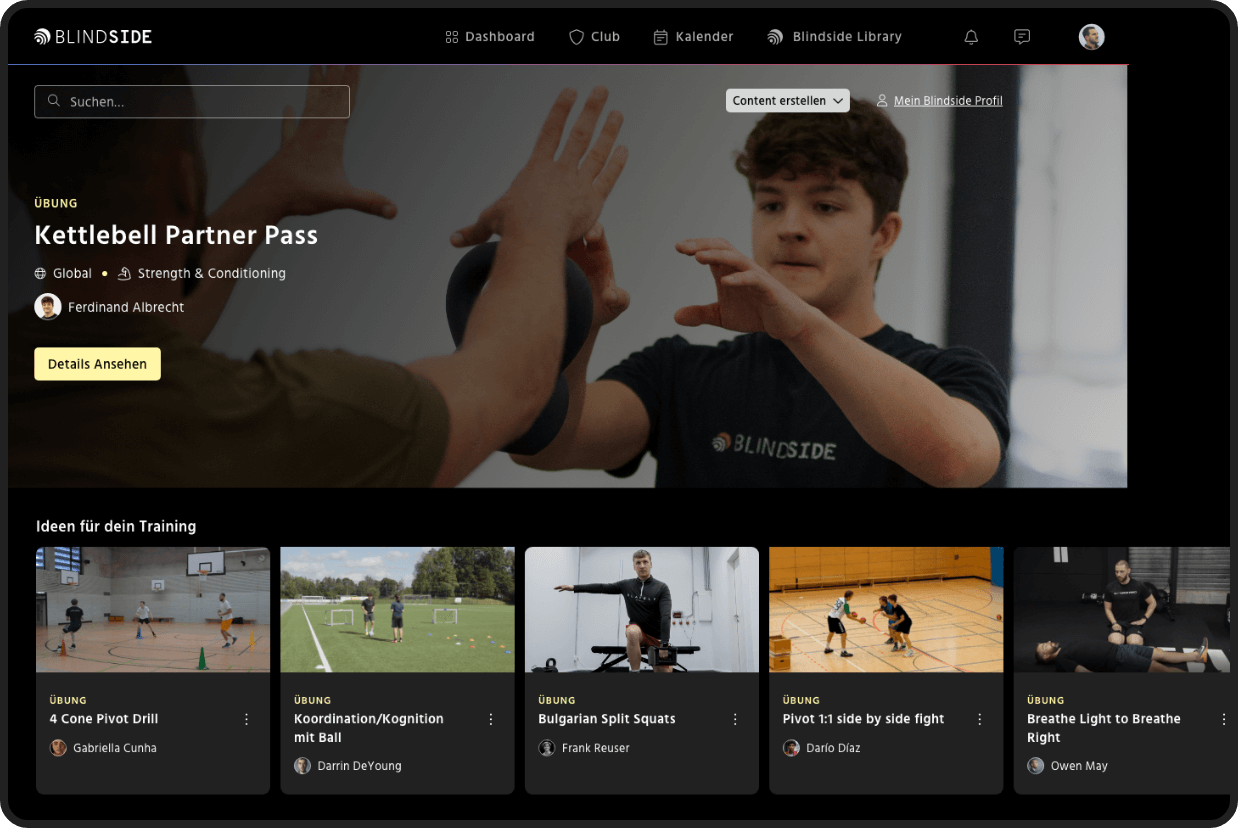 BLINDSIDE
Dashboard
Club
Kalender
Blindside Library
Suchen...
Content erstellen
Mein Blindside Profil
ÜBUNG
Kettlebell Partner Pass
Global • Strength & Conditioning
Ferdinand Albrecht
Details Ansehen
BLINDSIDE
Ideen für dein Training
ÜBUNG
4 Cone Pivot Drill
Gabriella Cunha
ÜBUNG
Koordination/Kognition
mit Ball
Darrin DeYoung
ÜBUNG
Bulgarian Split Squats
Frank Reuser
ÜBUNG
Pivot 1:1 side by side fight
Darío Díaz
ÜBUNG
Breathe Light to Breathe
Right
Owen May